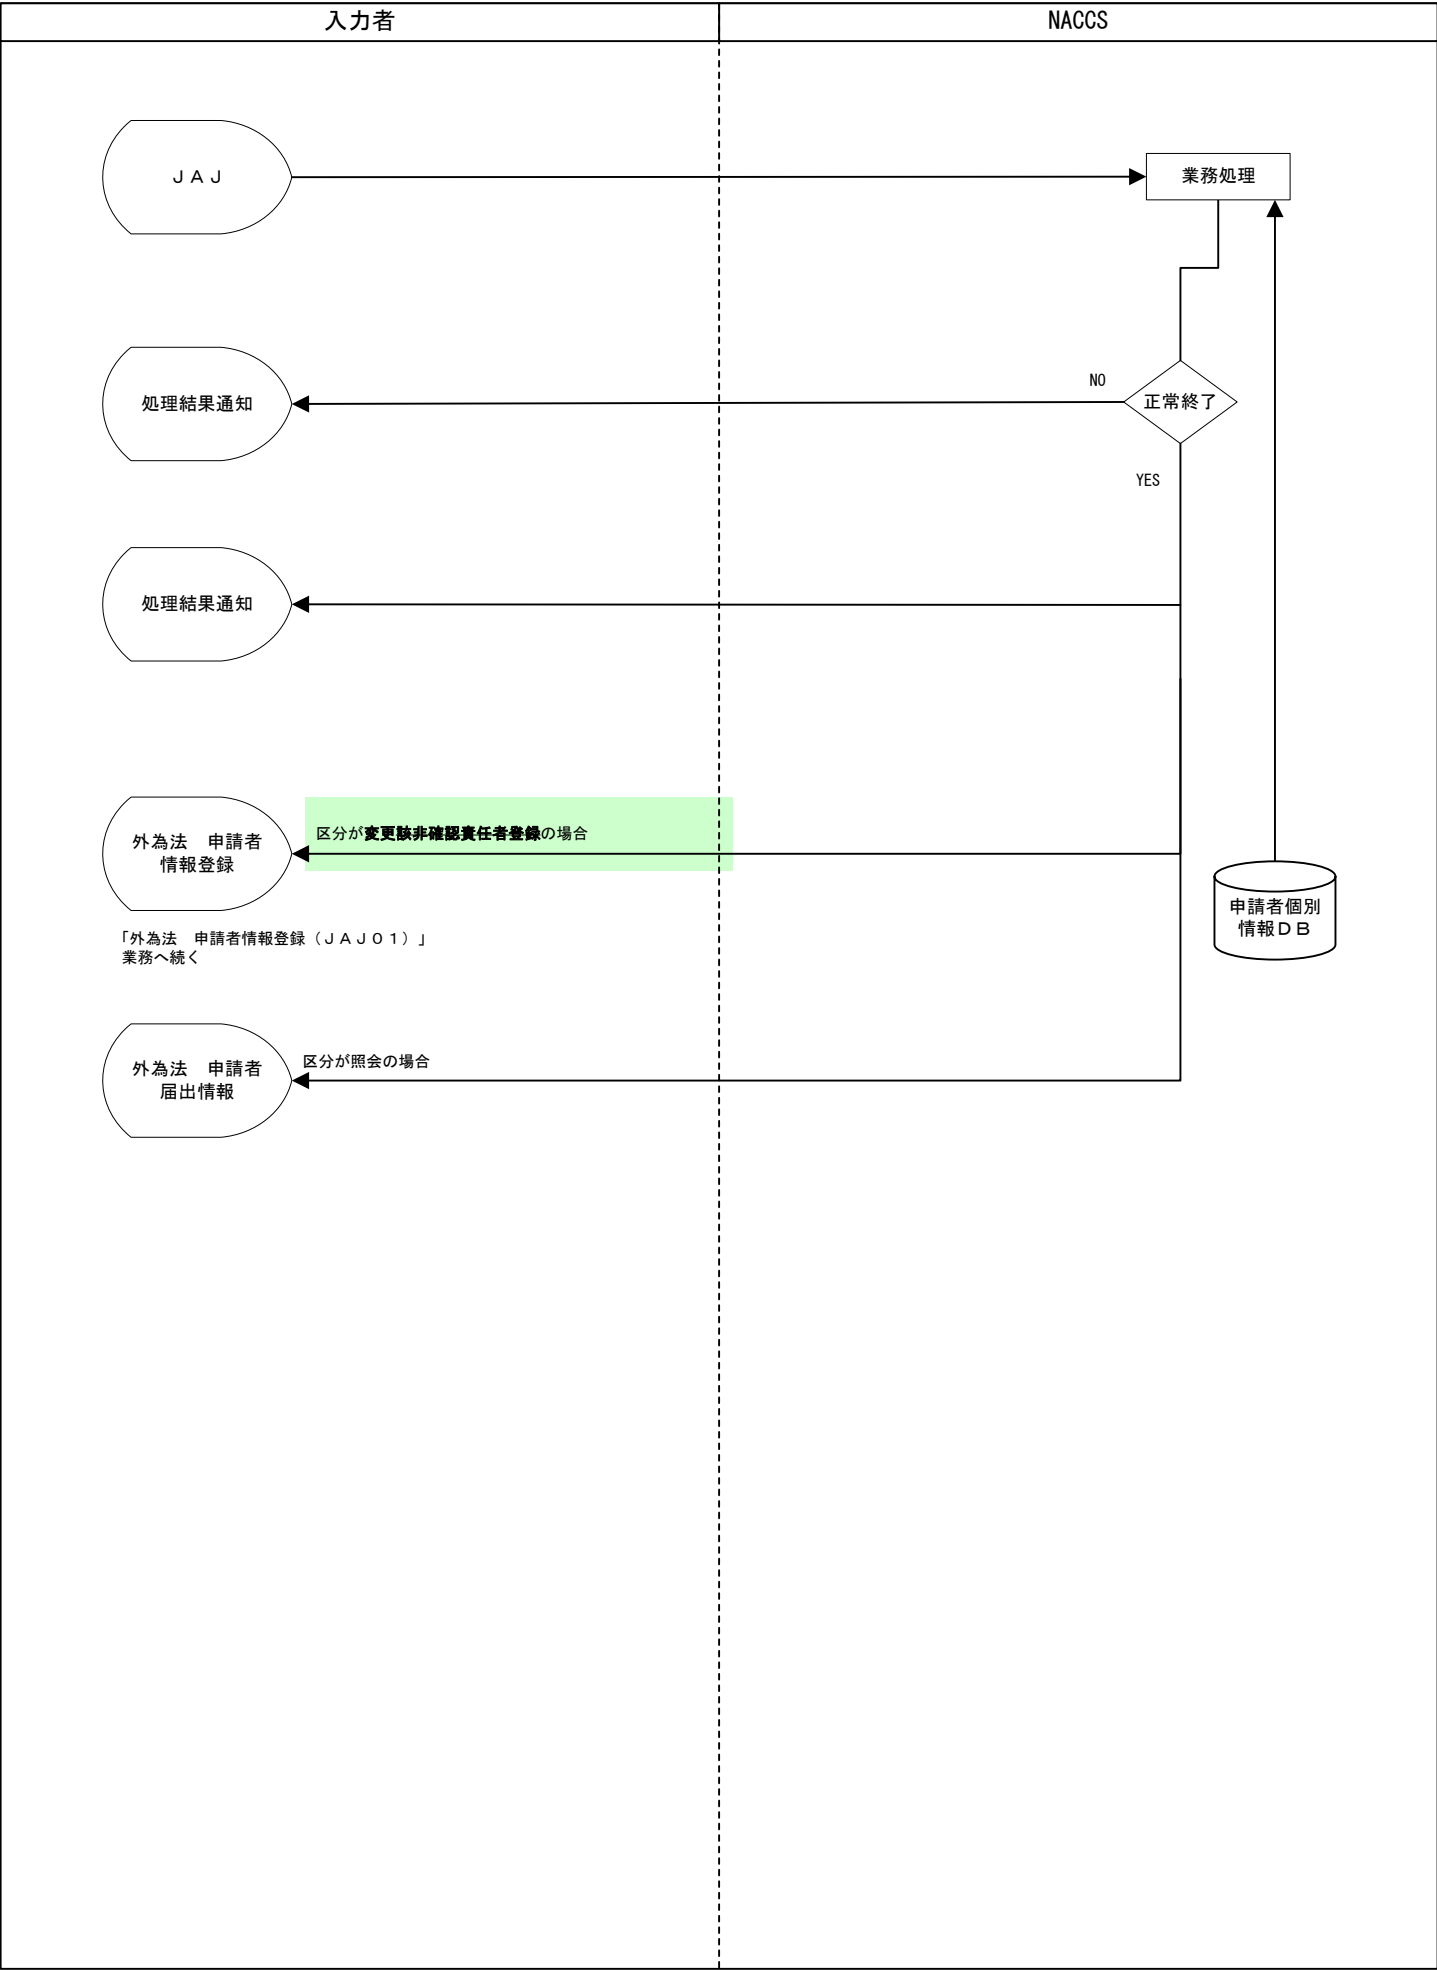 入力者
NACCS
ＪＡＪ
業務処理
処理結果通知
NO
正常終了
YES
処理結果通知
区分が変更該非確認責任者登録の場合
外為法　申請者
情報登録
申請者個別
情報ＤＢ
「外為法　申請者情報登録（ＪＡＪ０１）」
業務へ続く
区分が照会の場合
外為法　申請者
届出情報